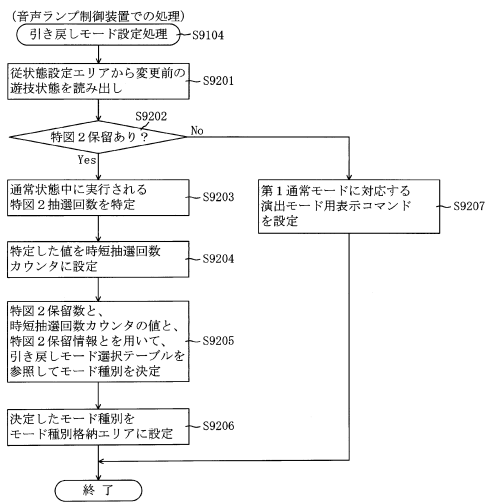 （音声ランプ制御装置での処理）
引き戻しモード設定処理
S9104
従状態設定エリアから変更前の
遊技状態を読み出し
S9201
S9202
特図２保留あり？
No
Yes
通常状態中に実行される
特図２抽選回数を特定
S9203
第１通常モードに対応する
演出モード用表示コマンド
を設定
S9207
特定した値を時短抽選回数
カウンタに設定
S9204
特図２保留数と、
時短抽選回数カウンタの値と、
特図２保留情報とを用いて、
引き戻しモード選択テーブルを
参照してモード種別を決定
S9205
決定したモード種別を
モード種別格納エリアに設定
S9206
終了